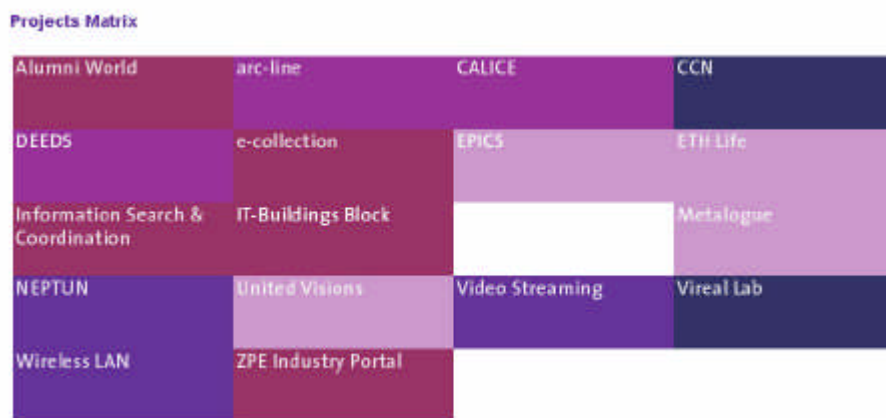 Projects Matrix
Alumni World
arc-line
CALICE
CCN
DEEDS
e-collection
EPICS
ETH Life
Information Search &
Coordination
IT-Buildings Block
Metalogue
NEPTUN
United Visions
Video Streaming
Vireal Lab
Wireless LAN
ZPE Industry Portal